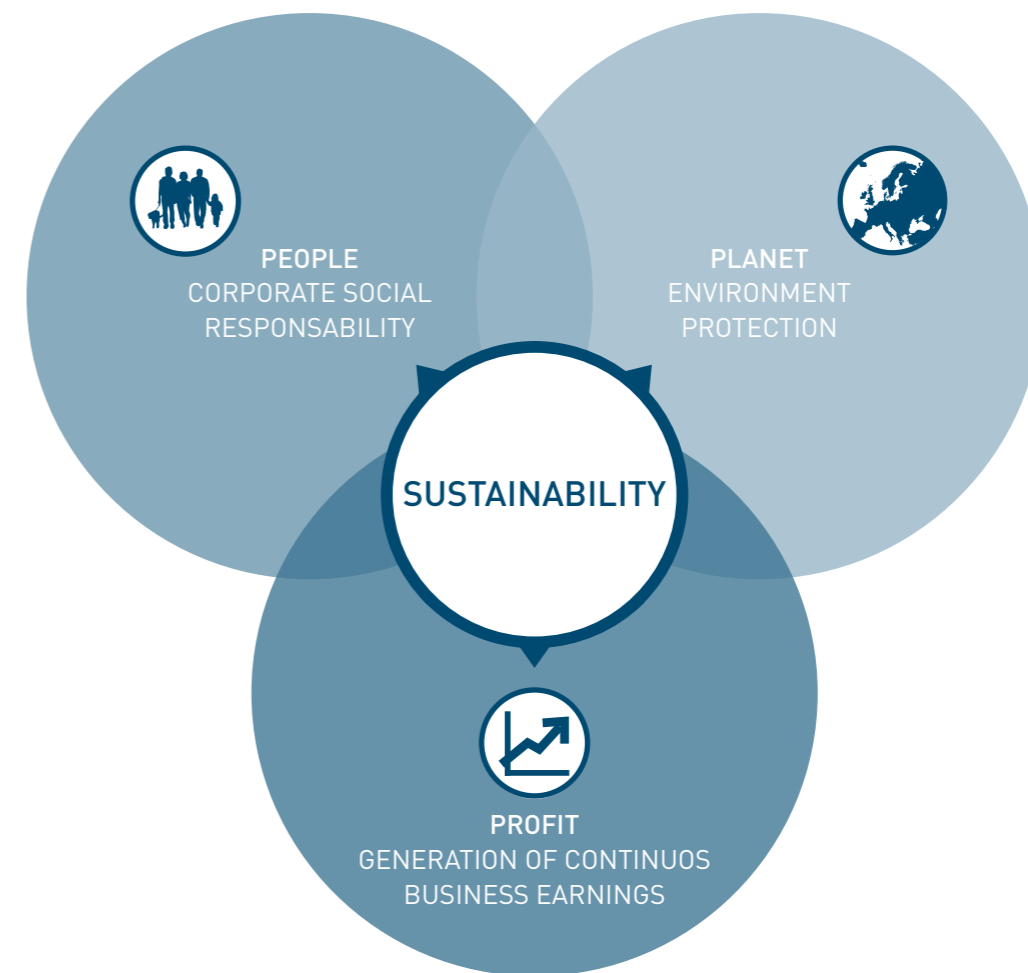 PEOPLE
CORPORATE SOCIAL
RESPONSABILITY
PLANET
ENVIRONMENT
PROTECTION
SUSTAINABILITY
PROFIT
GENERATION OF CONTINUOS
BUSINESS EARNINGS